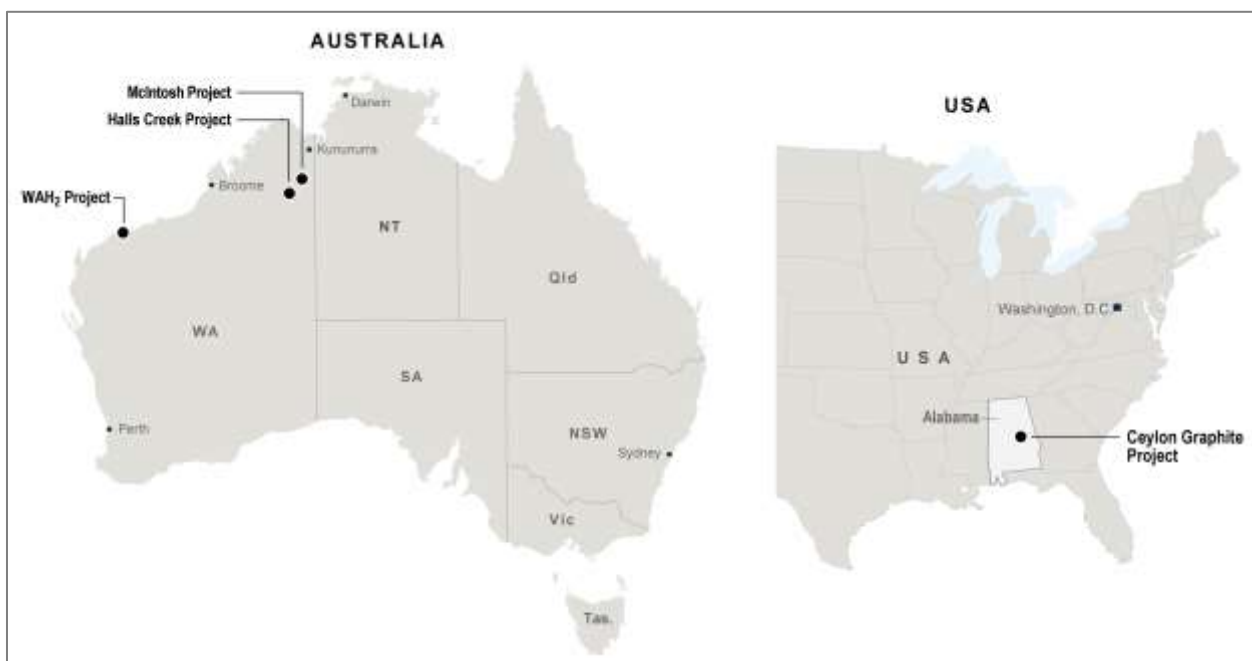 AUSTRALIA
McIntosh Project
Halls Creek Project
WAH₂ Project
Darwin
Kununurra
Broome
NT
Qld
WA
SA
Perth
NSW
Sydney
Vic
Tas.
USA
Washington, D.C.
U S A
Alabama
Ceylon Graphite
Project